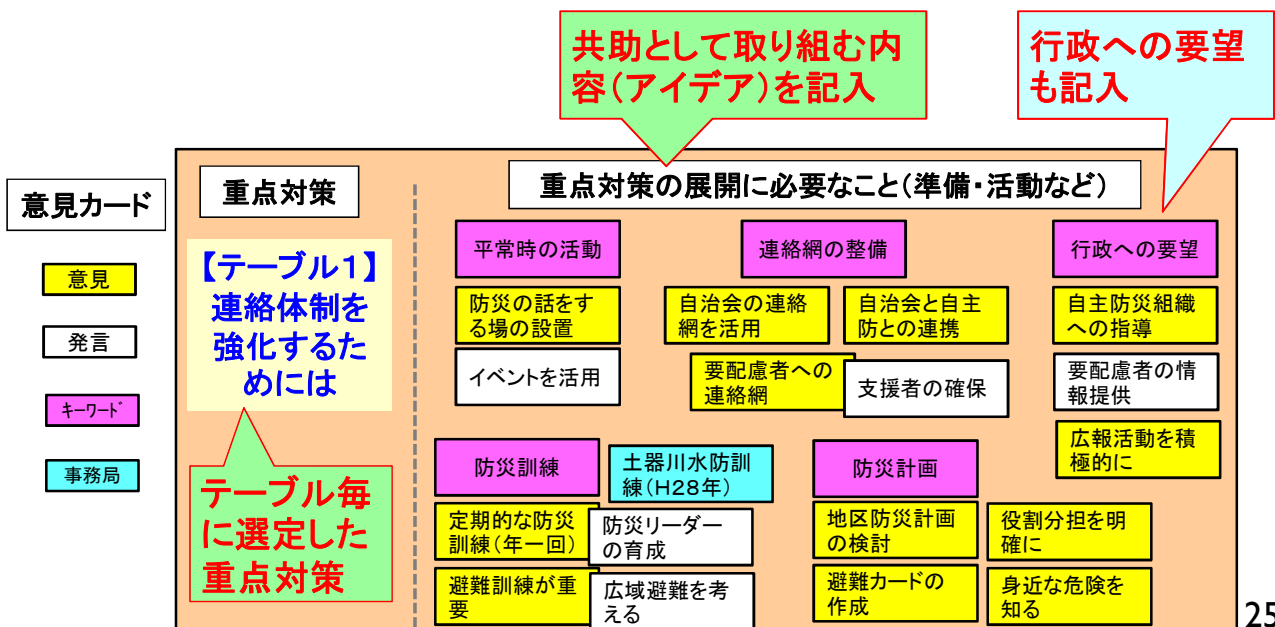 共助として取り組む内
容(アイデア)を記入
行政への要望
も記入
意見カード
意見
発言
キーワード
事務局
重点対策
【テーブル1】
連絡体制を
強化するた
めには
テーブル毎
に選定した
重点対策
重点対策の展開に必要なこと(準備・活動など)
平常時の活動
防災の話をす
る場の設置
イベントを活用
連絡網の整備
自治会の連絡
網を活用
自治会と自主
防との連携
要配慮者への
連絡網
支援者の確保
行政への要望
自主防災組織
への指導
要配慮者の情
報提供
広報活動を積
極的に
防災訓練
土器川水防訓
練(H28年)
定期的な防災
訓練(年一回)
防災リーダー
の育成
避難訓練が重
要
広域避難を考
える
防災計画
地区防災計画
の検討
役割分担を明
確に
避難カードの
作成
身近な危険を
知る
25